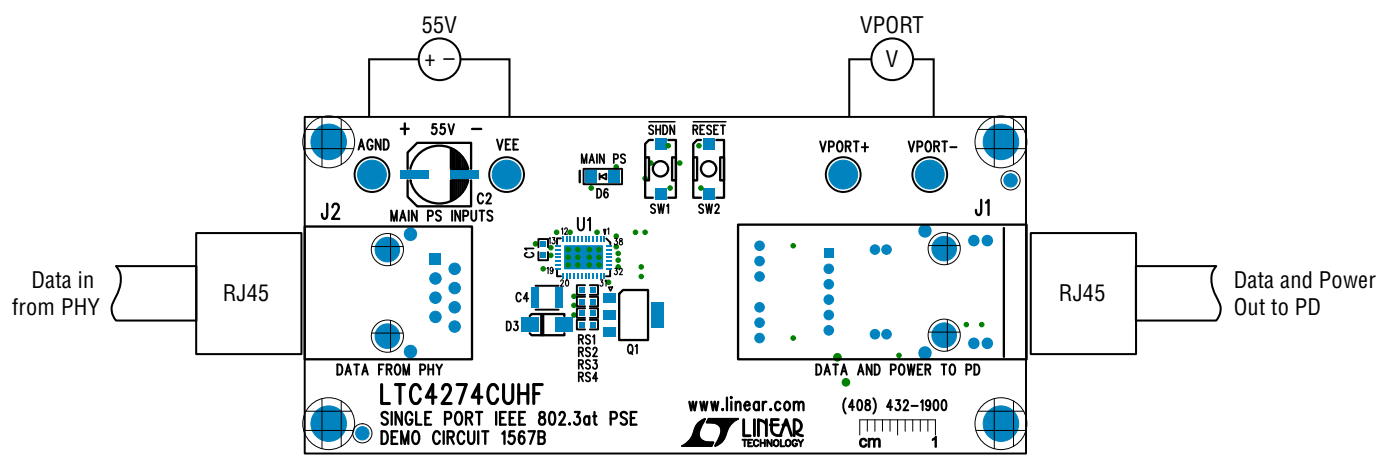 55V
+ −
VPORT
V
+ 55V −
AGND
VEE
C2
MAIN PS INPUTS
MAIN PS
D6
SHDN
SW1
RESET
SW2
VPORT+
VPORT-
J2
J1
U1
13
12
1
38
19
20
31
32
C1
C4
D3
Q1
RS1
RS2
RS3
RS4
Data in
from PHY
RJ45
RJ45
Data and Power
Out to PD
DATA FROM PHY
DATA AND POWER TO PD
LTC4274CUHF
SINGLE PORT IEEE 802.3at PSE
DEMO CIRCUIT 1567B
www.linear.com
LINEAR
TECHNOLOGY
(408) 432-1900
cm 1